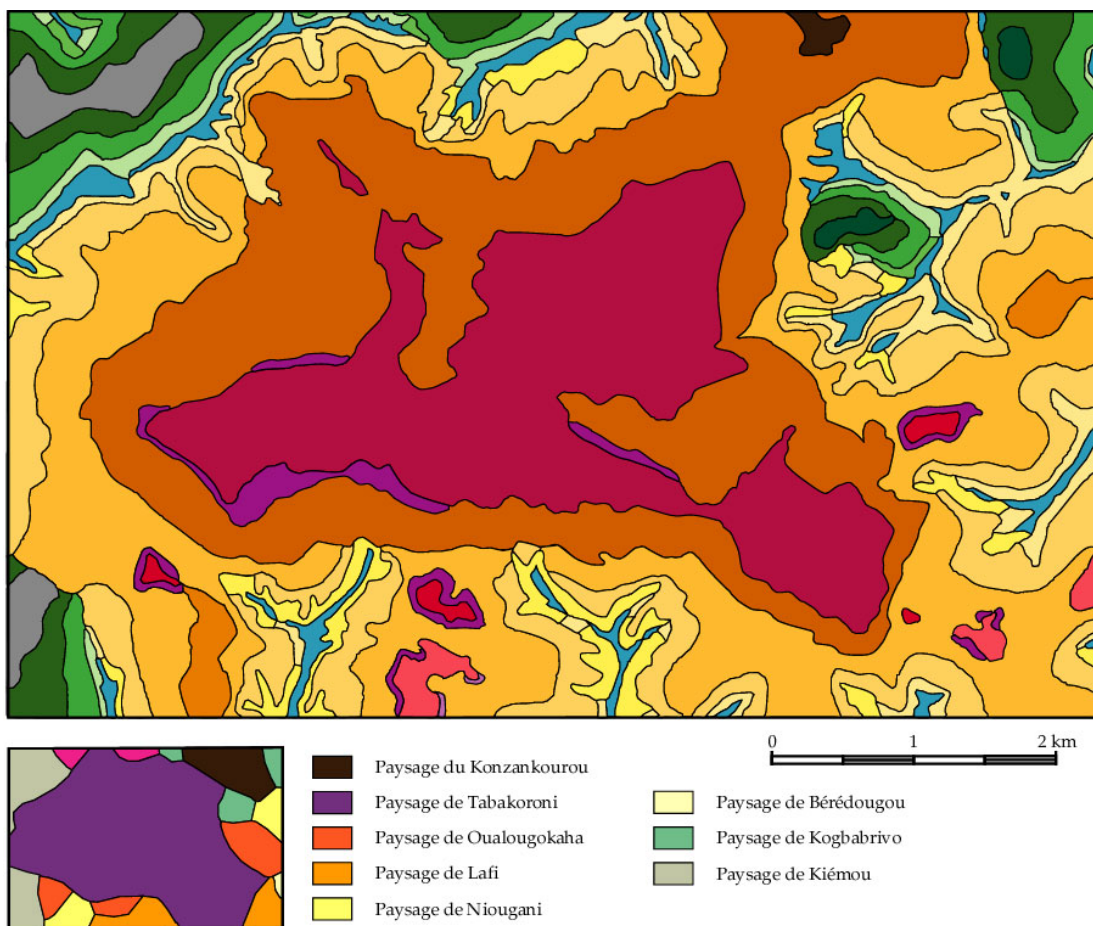 0 1 2 km
Paysage du Konzankourou
Paysage de Tabakoroni
Paysage de Oualougokaha
Paysage de Lafi
Paysage de Niougani
Paysage de Bérédougou
Paysage de Kogbabrivo
Paysage de Kiémou